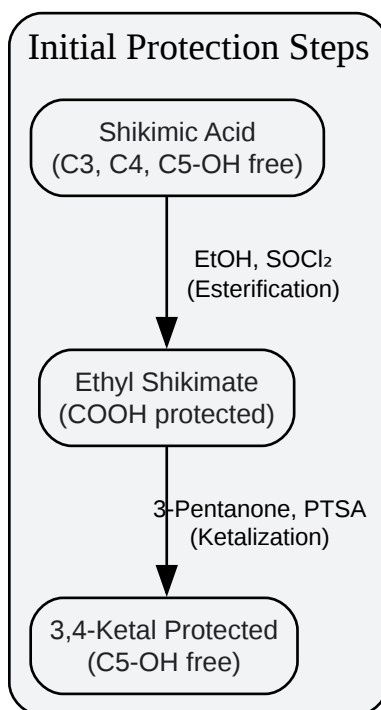 Initial Protection Steps
Shikimic Acid
(C3, C4, C5-OH free)
EtOH, SOCl₂
(Esterification)
Ethyl Shikimate
(COOH protected)
3-Pentanone, PTSA
(Ketalization)
3,4-Ketal Protected
(C5-OH free)